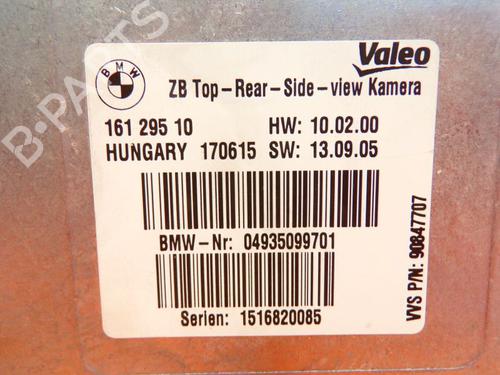 BMW
Valeo
ZB Top-Rear-Side-view Kamera
161 295 10 HW: 10.02.00
HUNGARY 170615 SW: 13.09.05
BMW-Nr: 04935099701
Serien: 1516820085
VVS P/N: 90847707
B-PARTS